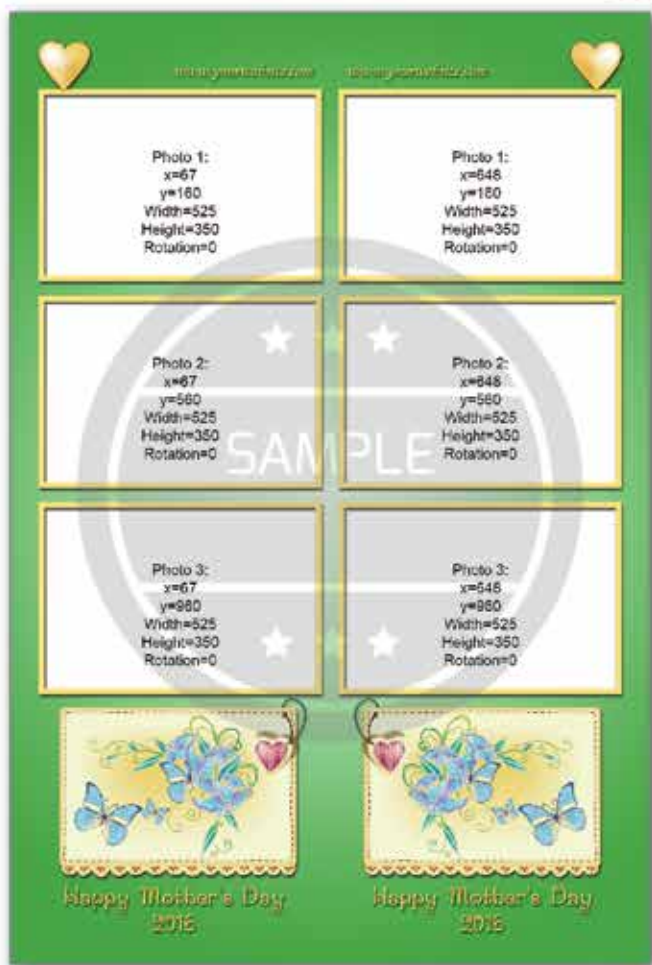 Photo 1:
x=67
y=160
Width=525
Height=350
Rotation=0
Photo 1:
x=648
y=160
Width=525
Height=350
Rotation=0
Photo 2:
x=67
y=560
Width=525
Height=350
Rotation=0
Photo 2:
x=648
y=560
Width=525
Height=350
Rotation=0
SAMPLE
Photo 3:
x=67
y=960
Width=525
Height=350
Rotation=0
Photo 3:
x=648
y=960
Width=525
Height=350
Rotation=0
Happy Mother's Day
2016
Happy Mother's Day
2016